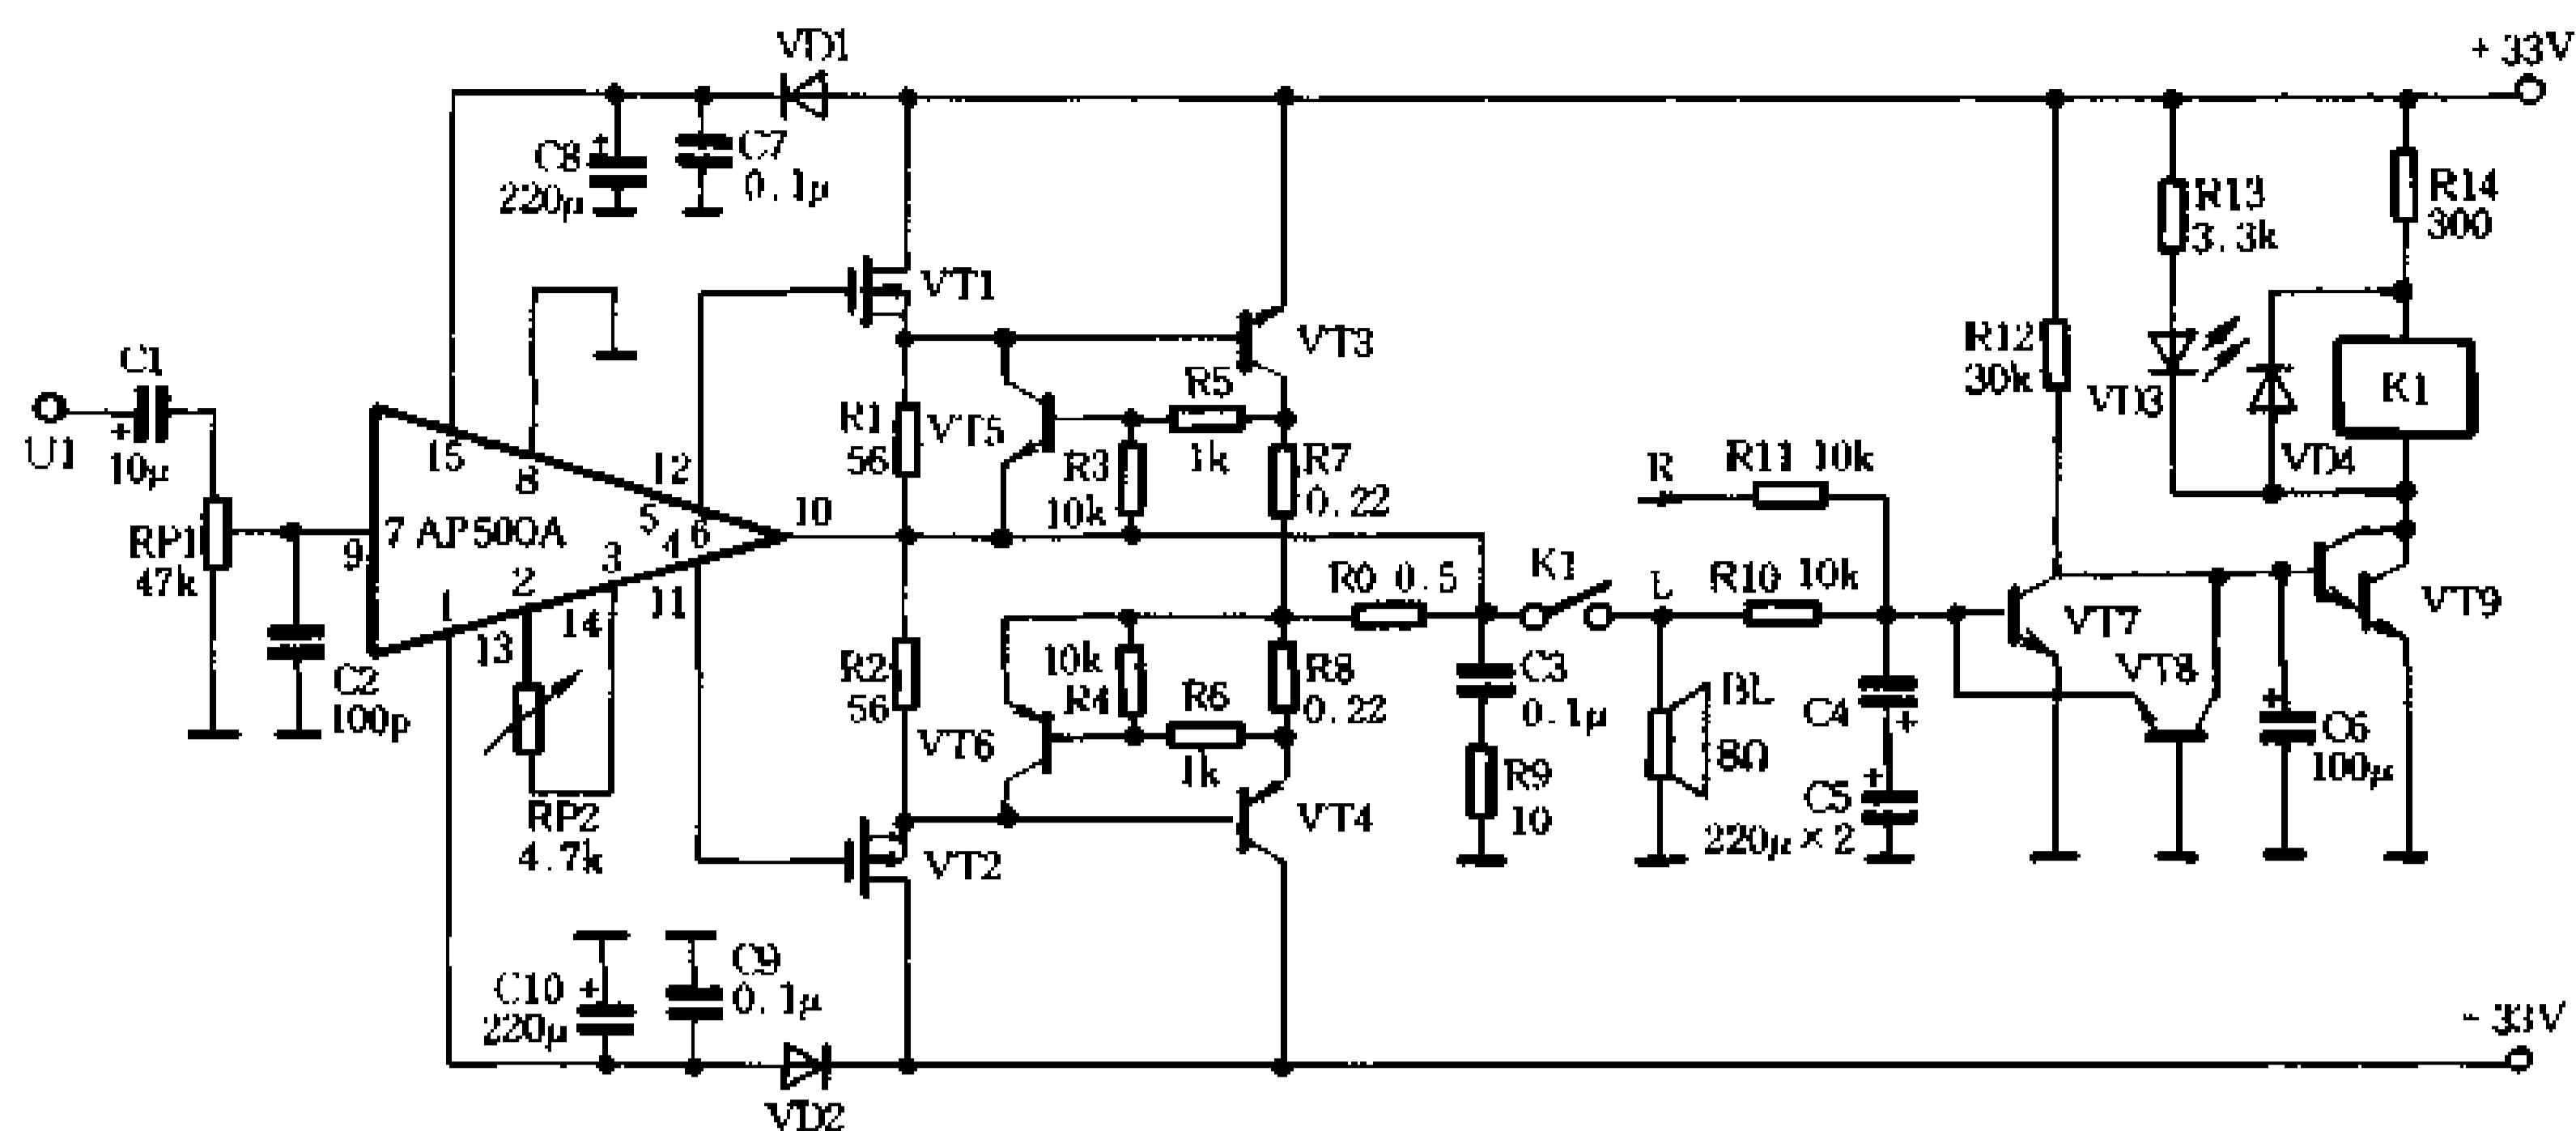 VD1
+ 33V
C8
220μ
C7
0.1μ
R13
3.3k
R14
300
VT1
VT3
C1
+
10μ
U1
R12
30k
VD3
VD4
K1
R1
56
VT5
R5
1k
R3
10k
R7
0.22
R
R11 10k
15
8
12
5
4
6
10
7 AP500A
9
3
2
1
13
14
11
RP1
47k
R0 0.5
K1
L
R10 10k
VT7
VT8
VT9
C2
100p
R2
56
10k
R4
R6
1k
R8
0.22
C3
0.1μ
BL
8Ω
C4
+
C5
+
220μ×2
C6
+
100μ
VT6
RP2
4.7k
VT2
VT4
R9
10
C10 +
220μ
C9
0.1μ
VD2
- 33V